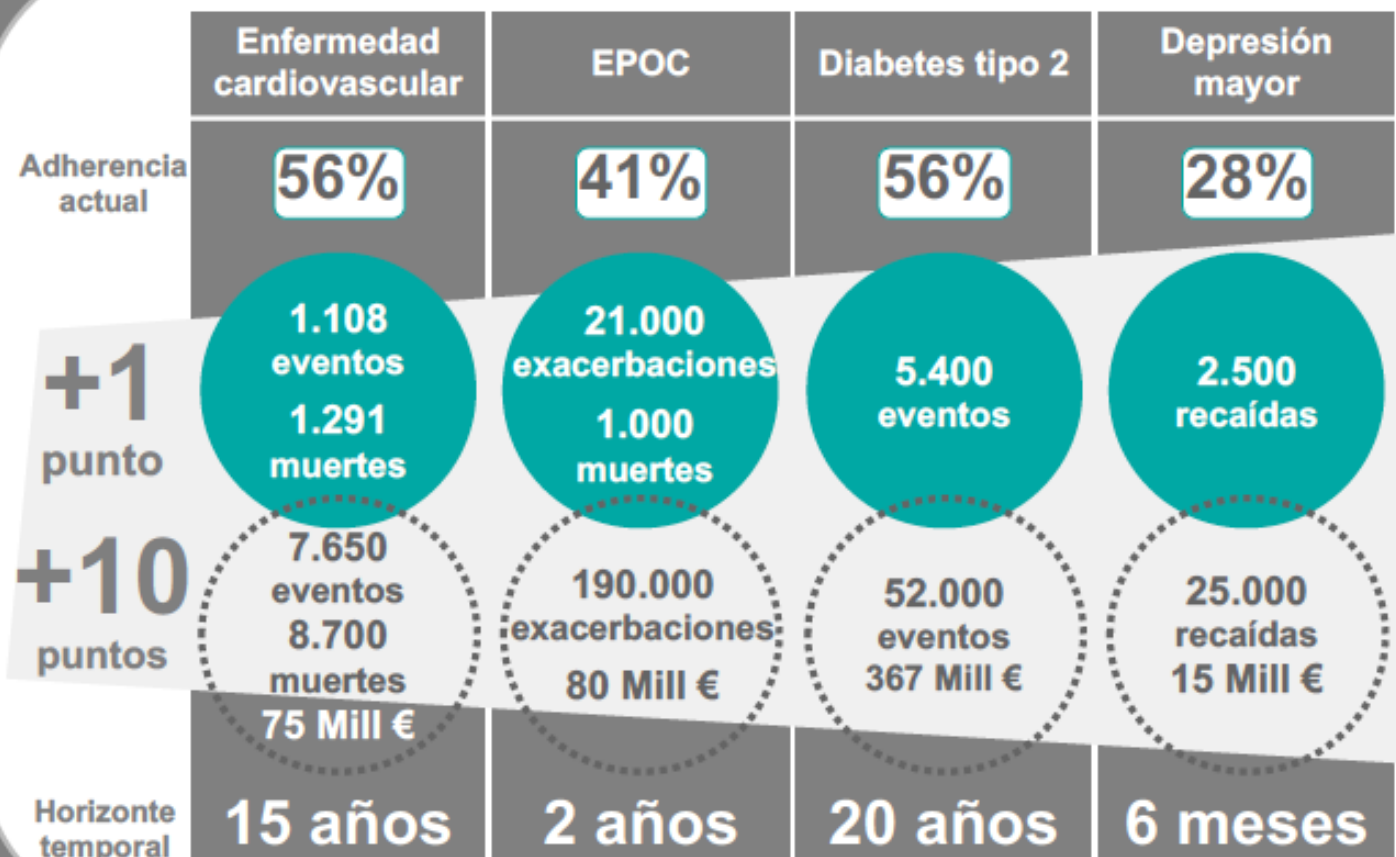 Enfermedad
cardiovascular
EPOC
Diabetes tipo 2
Depresión
mayor
Adherencia
actual
56%
41%
56%
28%
+1
punto
1.108
eventos
1.291
muertes
21.000
exacerbaciones
1.000
muertes
5.400
eventos
2.500
recaídas
+10
puntos
7.650
eventos
8.700
muertes
75 Mill €
190.000
exacerbaciones
80 Mill €
52.000
eventos
367 Mill €
25.000
recaídas
15 Mill €
Horizonte
temporal
15 años
2 años
20 años
6 meses